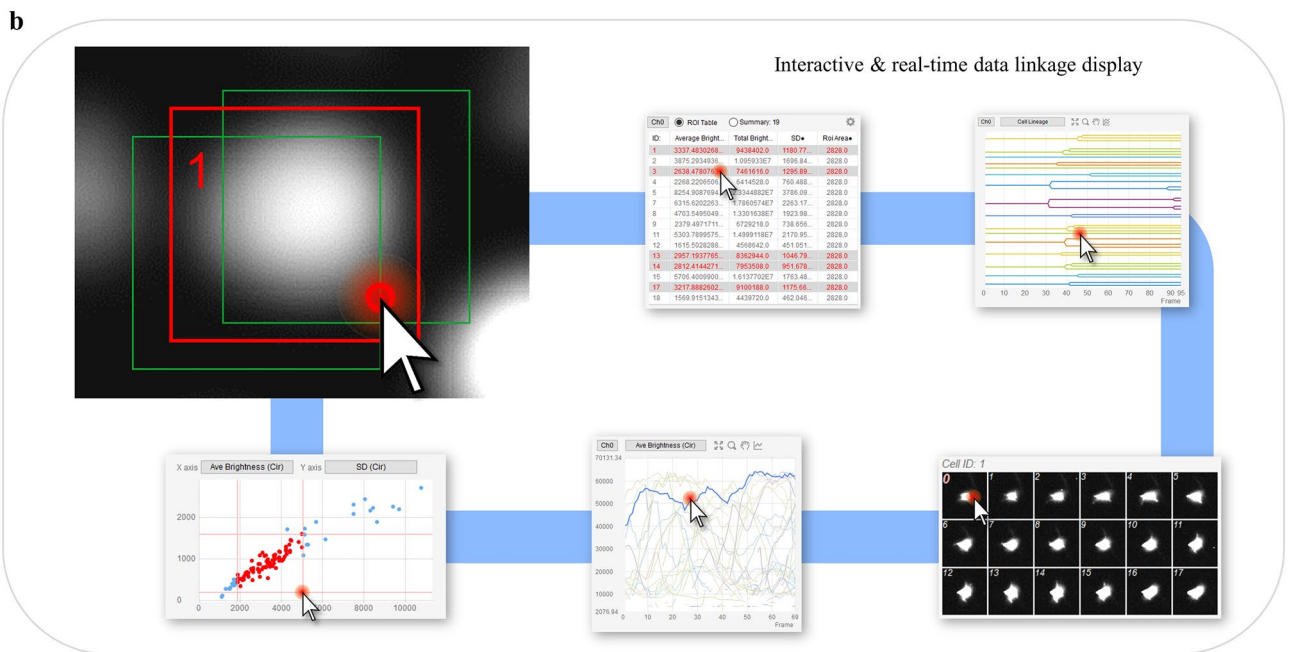 b
Interactive & real-time data linkage display
1
Ch0 ROI Table Summary: 19
ID: Average Bright... Total Bright... SD● Roi Area●
1 3337.4830268... 9438402.0 1180.77... 2828.0
2 3875.2934936... 1.095933E7 1696.84... 2828.0
3 7461616.0 1295.89... 2828.0
4 2268.2206506... 6414528.0 760.488... 2828.0
5 8254.9087694... 3786.09... 2828.0
7 6315.6202263... 1.7860574E7 2263.17... 2828.0
8 4703.5495049... 1.3301638E7 1923.98... 2828.0
9 2379.4971711... 6729218.0 738.656... 2828.0
11 5303.7899575... 1.4999118E7 2170.95... 2828.0
12 1615.5028288... 4568642.0 451.051... 2828.0
13 2957.1937765... 8362944.0 1046.79... 2828.0
14 2812.4144271... 7953508.0 951.678... 2828.0
15 5706.4009900... 1.6137702E7 1763.48... 2828.0
17 3217.8882602... 9100188.0 1175.66... 2828.0
18 1569.9151343... 4439720.0 462.046... 2828.0
Ch0 Cell Lineage
0 10 20 30 40 50 60 70 80 90 95
Frame
X axis Ave Brightness (Cir) Y axis SD (Cir)
2000
1000
0
0 2000 4000 6000 8000 10000
Ch0 Ave Brightness (Cir)
70131.34
60000
50000
40000
30000
20000
10000
2076.94
0 10 20 30 40 50 60 69
Frame
Cell ID: 1
0 1 2 3 4 5
6 7 8 9 10 11
12 13 14 15 16 17